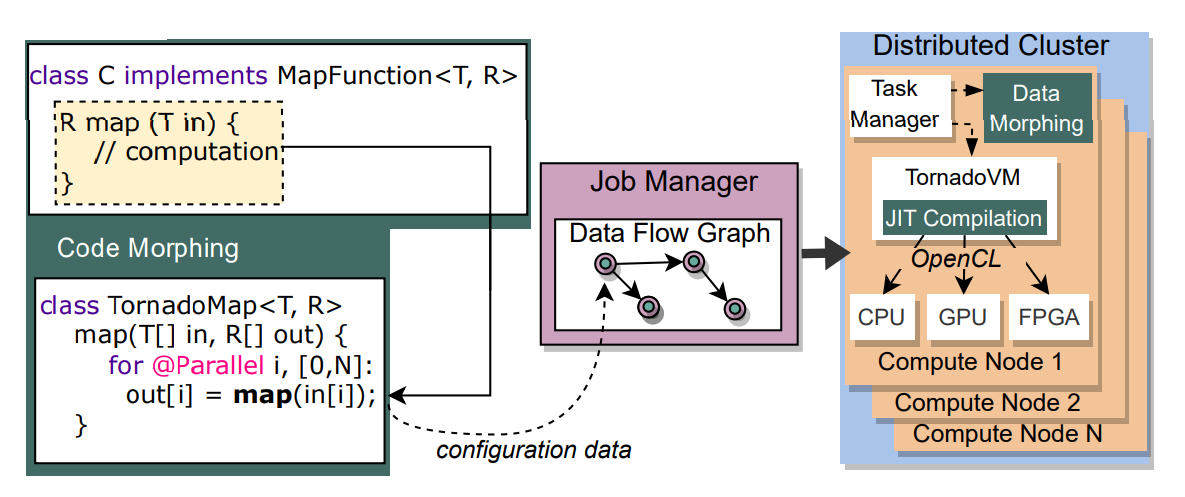 class C implements MapFunction<T, R>
R map (T in) {
// computation
}
Code Morphing
class TornadoMap<T, R>
map(T[] in, R[] out) {
for @Parallel i, [0,N]:
out[i] = map(in[i]);
}
configuration data
Job Manager
Data Flow Graph
Distributed Cluster
Task
Manager
Data
Morphing
TornadoVM
JIT Compilation
OpenCL
CPU
GPU
FPGA
Compute Node 1
Compute Node 2
Compute Node N